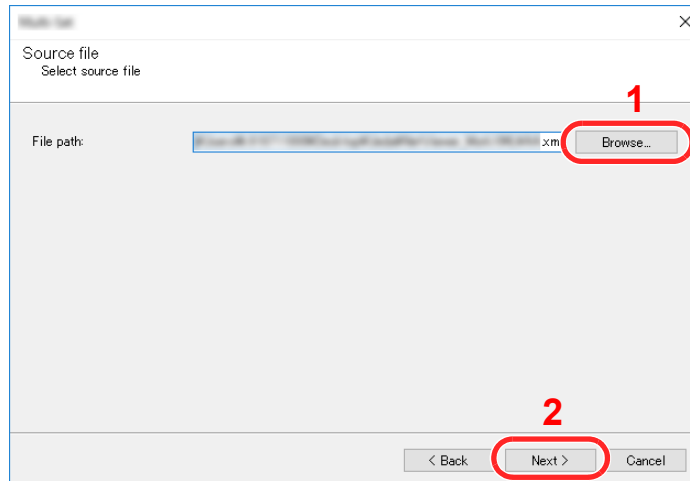 Source file
Select source file
1
File path:
.xm
Browse...
2
< Back
Next >
Cancel